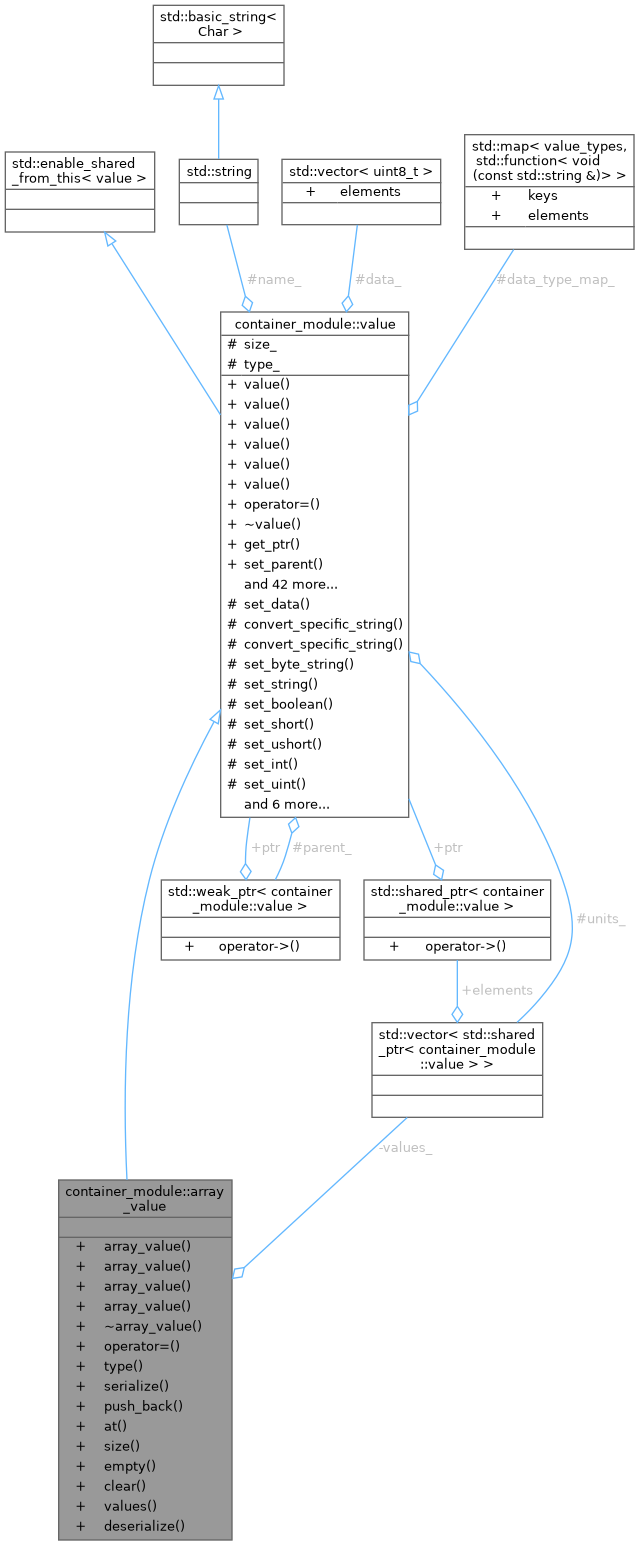 std::basic_string<
Char >
std::enable_shared
_from_this< value >
std::string
std::vector< uint8_t >
+ elements
std::map< value_types,
std::function< void
(const std::string &)> >
+ keys
+ elements
#name_
#data_
#data_type_map_
container_module::value
# size_
# type_
+ value()
+ value()
+ value()
+ value()
+ value()
+ value()
+ operator=()
+ ~value()
+ get_ptr()
+ set_parent()
and 42 more...
# set_data()
# convert_specific_string()
# convert_specific_string()
# set_byte_string()
# set_string()
# set_boolean()
# set_short()
# set_ushort()
# set_int()
# set_uint()
and 6 more...
+ptr
#parent_
+ptr
std::weak_ptr< container
_module::value >
+ operator->()
std::shared_ptr< container
_module::value >
+ operator->()
#units_
+elements
std::vector< std::shared
_ptr< container_module
::value > >
-values_
container_module::array
_value
+ array_value()
+ array_value()
+ array_value()
+ array_value()
+ ~array_value()
+ operator=()
+ type()
+ serialize()
+ push_back()
+ at()
+ size()
+ empty()
+ clear()
+ values()
+ deserialize()